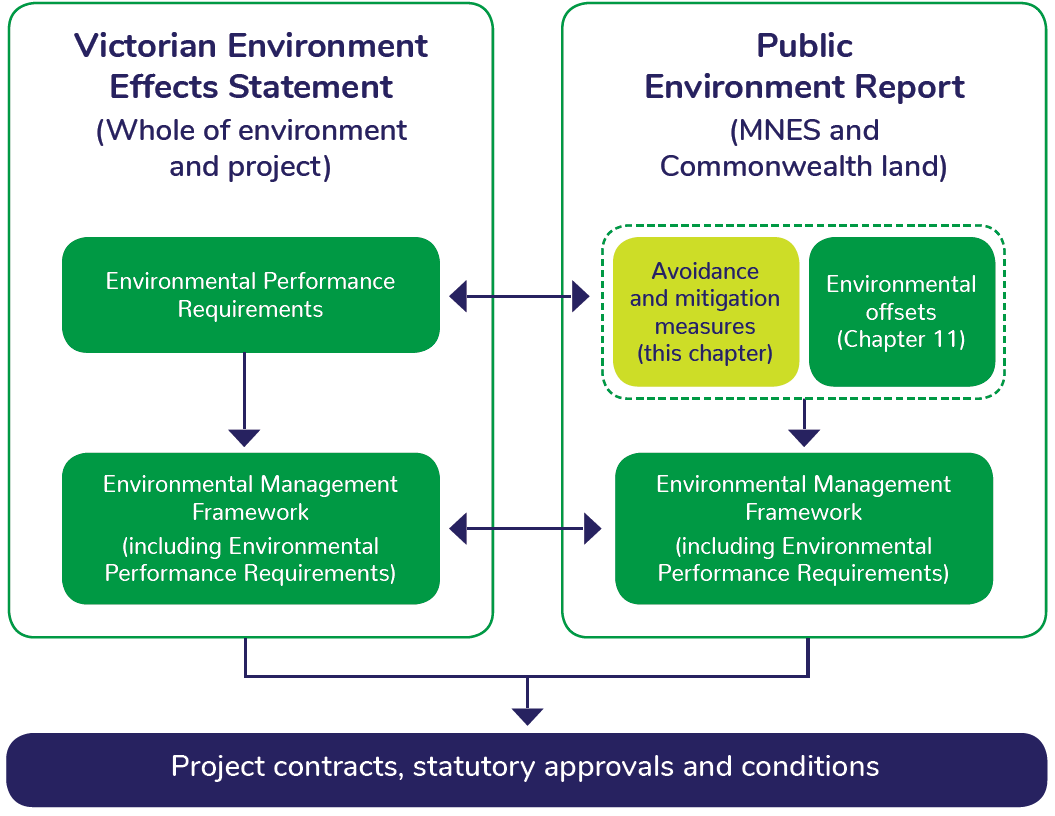 Victorian Environment
Effects Statement
(Whole of environment
and project)
Environmental Performance
Requirements
Environmental Management
Framework
(including Environmental
Performance Requirements)
Public
Environment Report
(MNES and
Commonwealth land)
Avoidance
and mitigation
measures
(this chapter)
Environmental
offsets
(Chapter 11)
Environmental Management
Framework
(including Environmental
Performance Requirements)
Project contracts, statutory approvals and conditions